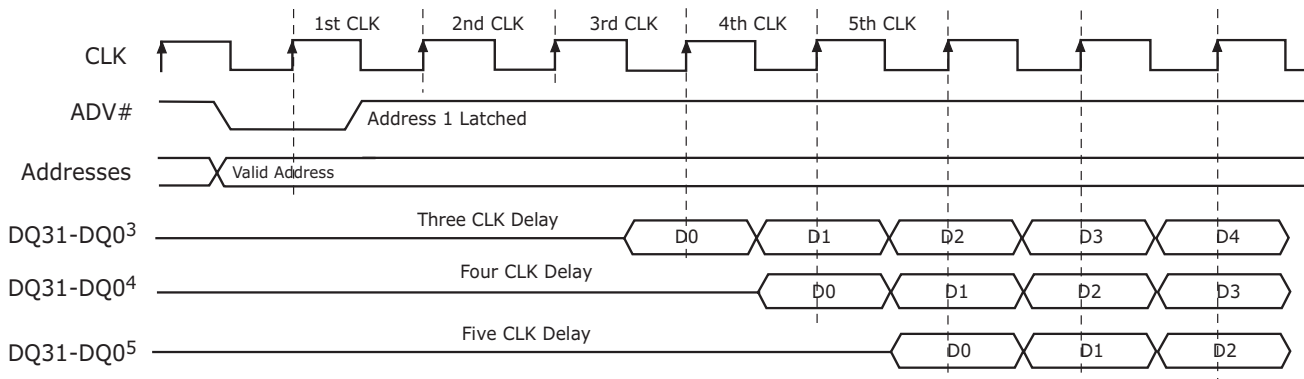 1st CLK 2nd CLK 3rd CLK 4th CLK 5th CLK
CLK
ADV# Address 1 Latched
Addresses Valid Address
Three CLK Delay
DQ31-DQ0³ D0 D1 D2 D3 D4
Four CLK Delay
DQ31-DQ0⁴ D0 D1 D2 D3
Five CLK Delay
DQ31-DQ0⁵ D0 D1 D2